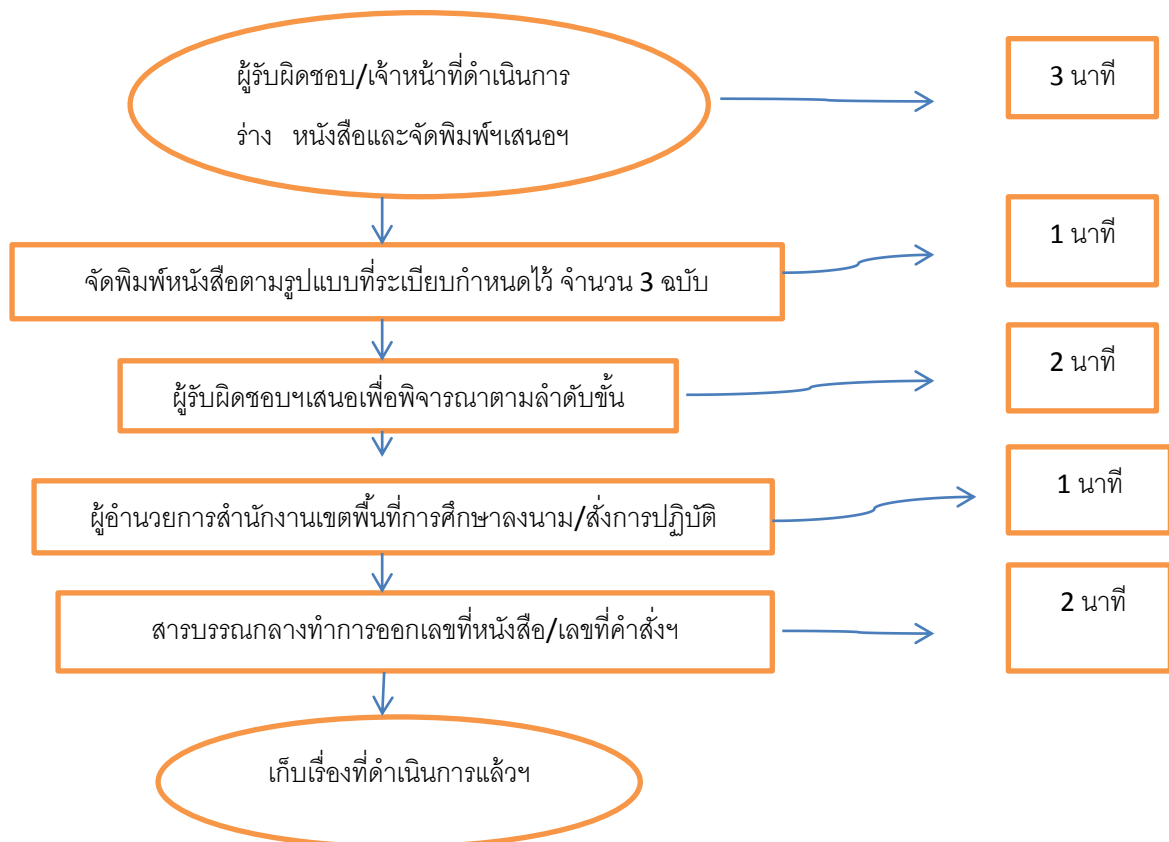 ผู้รับผิดชอบ/เจ้าหน้าที่ดำเนินการ
ร่าง หนังสือและจัดพิมพ์ฯเสนอฯ
3 นาที
จัดพิมพ์หนังสือตามรูปแบบที่ระเบียบกำหนดไว้ จำนวน 3 ฉบับ
1 นาที
ผู้รับผิดชอบฯเสนอเพื่อพิจารณาตามลำดับขั้น
2 นาที
ผู้อำนวยการสำนักงานเขตพื้นที่การศึกษาลงนาม/สั่งการปฏิบัติ
1 นาที
สารบรรณกลางทำการออกเลขที่หนังสือ/เลขที่คำสั่งฯ
2 นาที
เก็บเรื่องที่ดำเนินการแล้วฯ